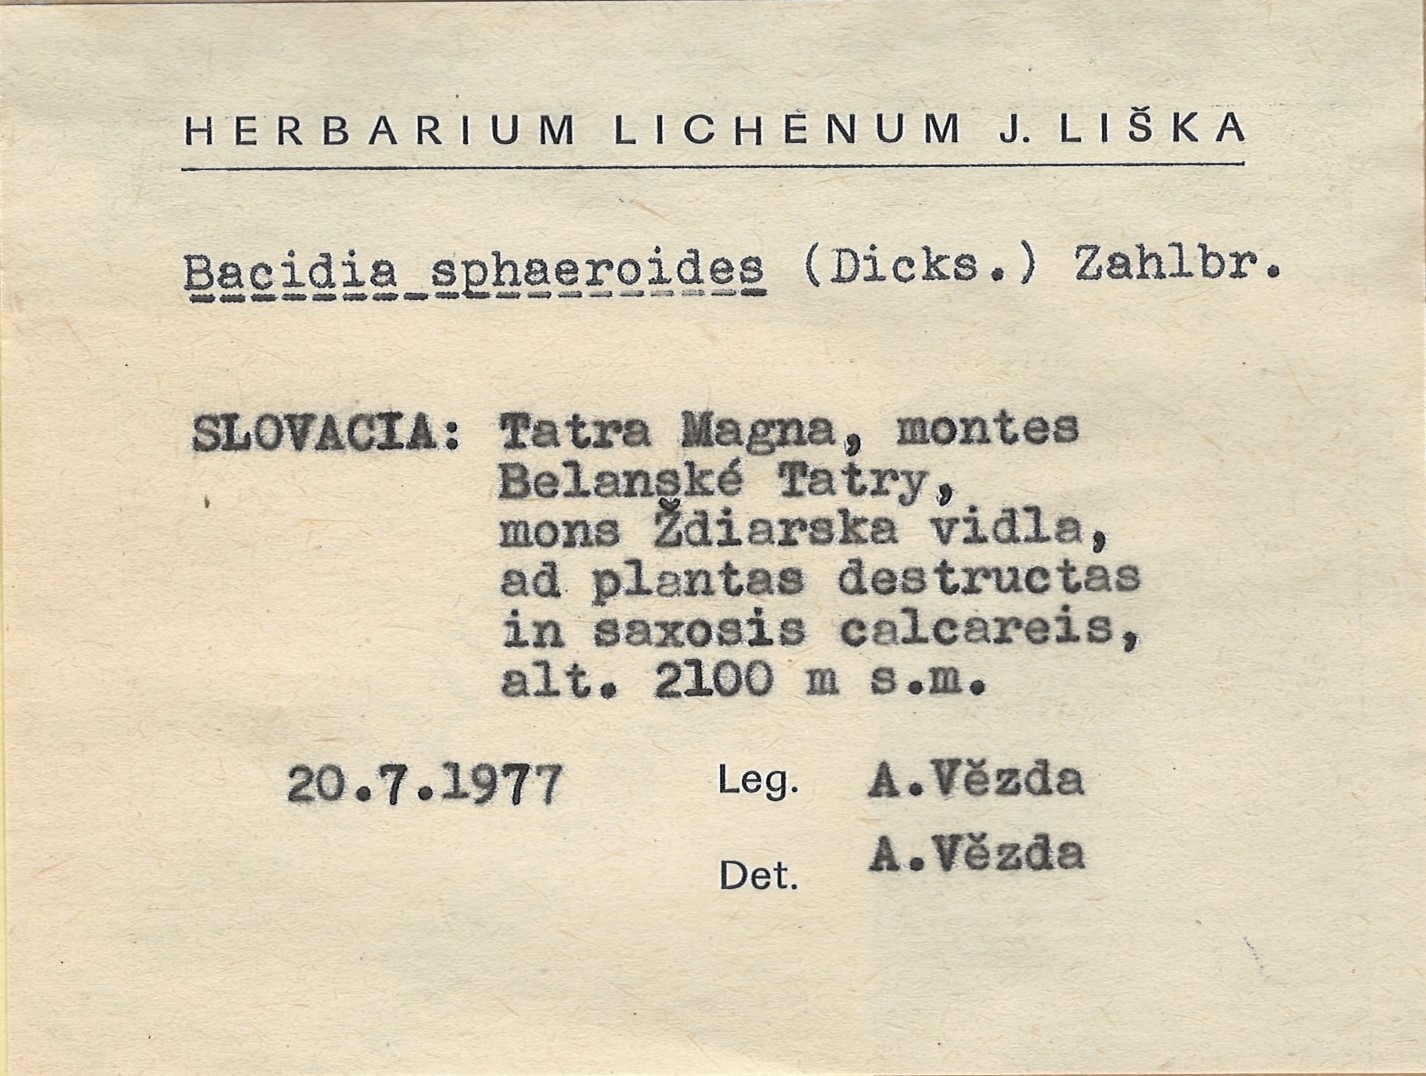 HERBARIUM LICHENUM J. LIŠKA
Bacidia sphaeroides (Dicks.) Zahlbr.
SLOVACIA: Tatra Magna, montes
Belanské Tatry,
mons Ždiarska vidla,
ad plantas destructas
in saxosis calcareis,
alt. 2100 m s.m.
20.7.1977 Leg. A.Vězda
Det. A.Vězda